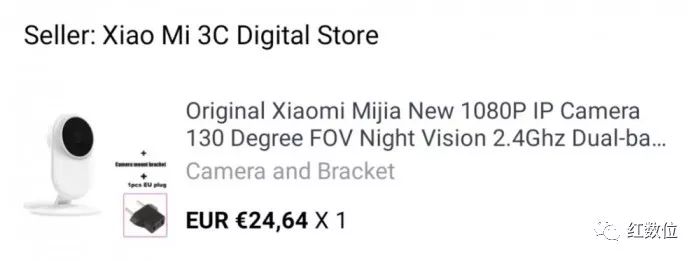 Seller: Xiao Mi 3C Digital Store
Original Xiaomi Mijia New 1080P IP Camera
130 Degree FOV Night Vision 2.4Ghz Dual-ba...
Camera and Bracket
+
Camera mount bracket
+
1pcs EU plug
EUR €24,64 X 1
红数位